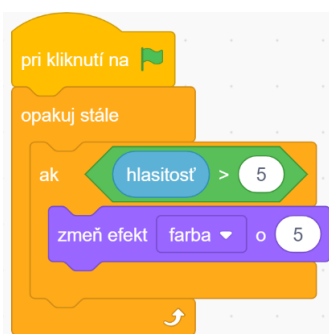 pri kliknutí na
opakuj stále
ak hlasitosť > 5
zmeň efekt farba o 5